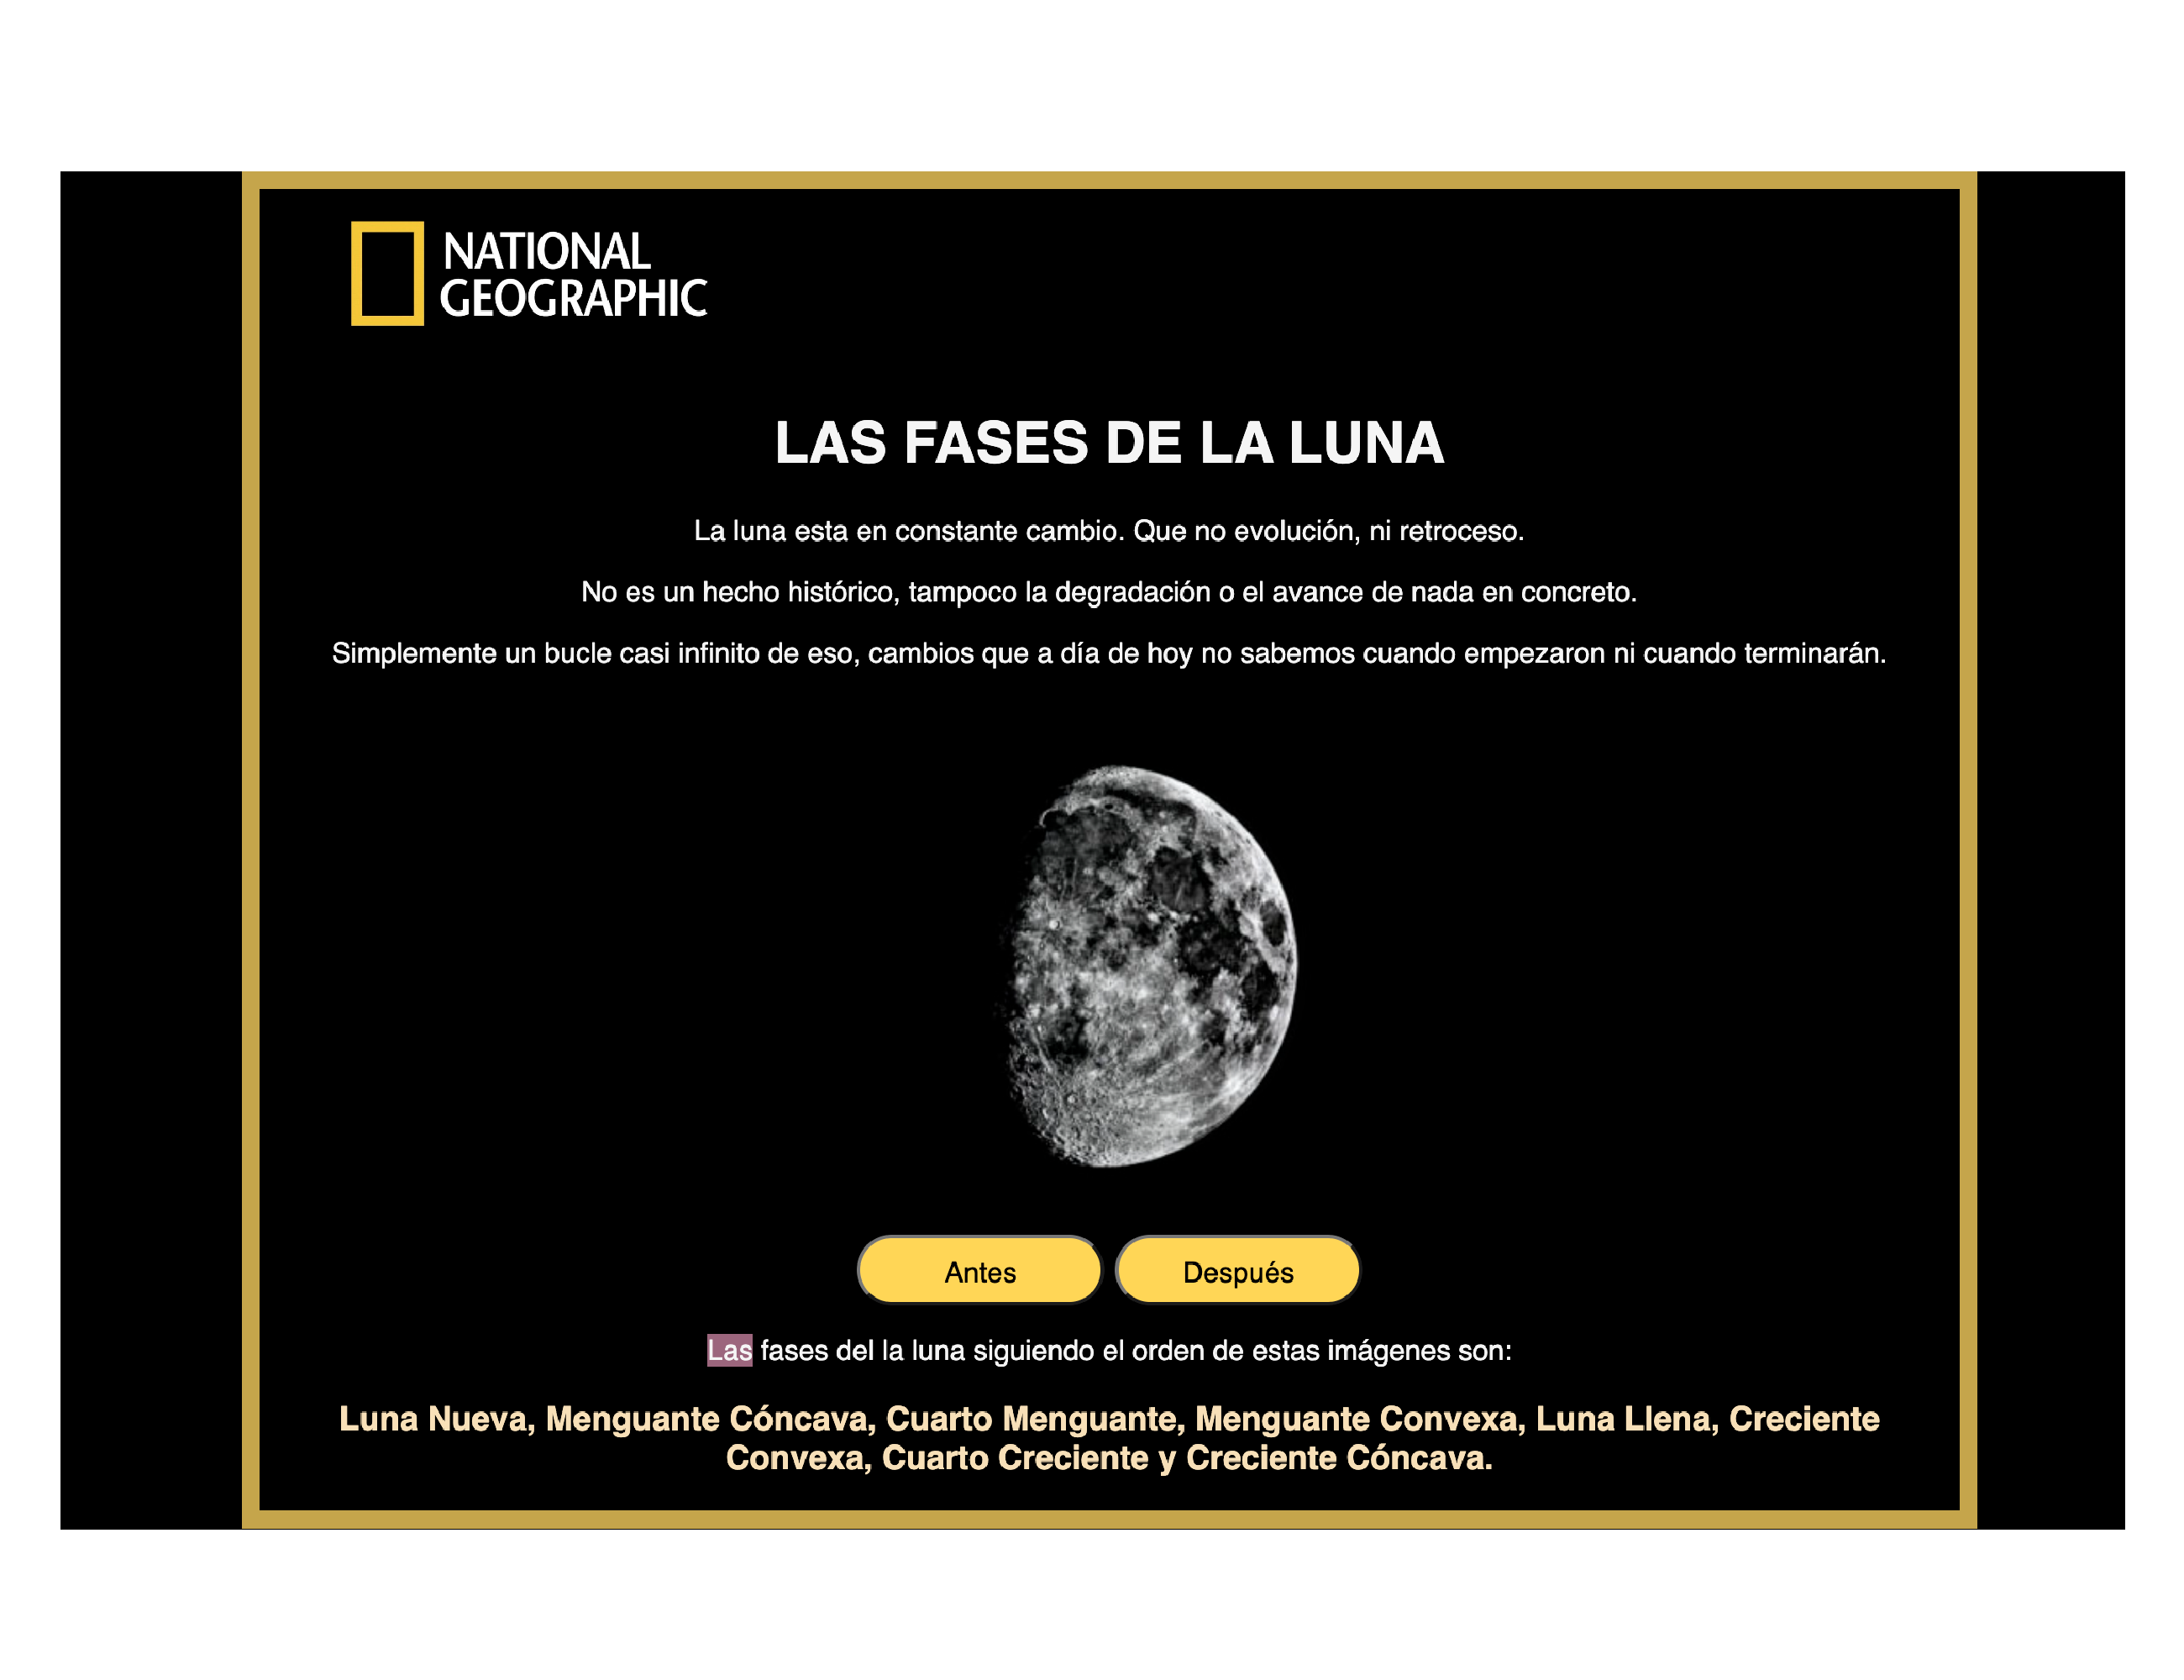 NATIONAL
GEOGRAPHIC
LAS FASES DE LA LUNA
La luna esta en constante cambio. Que no evolución, ni retroceso.
No es un hecho histórico, tampoco la degradación o el avance de nada en concreto.
Simplemente un bucle casi infinito de eso, cambios que a día de hoy no sabemos cuando empezaron ni cuando terminarán.
Antes Después
Las fases del la luna siguiendo el orden de estas imágenes son:
Luna Nueva, Menguante Cóncava, Cuarto Menguante, Menguante Convexa, Luna Llena, Creciente
Convexa, Cuarto Creciente y Creciente Cóncava.